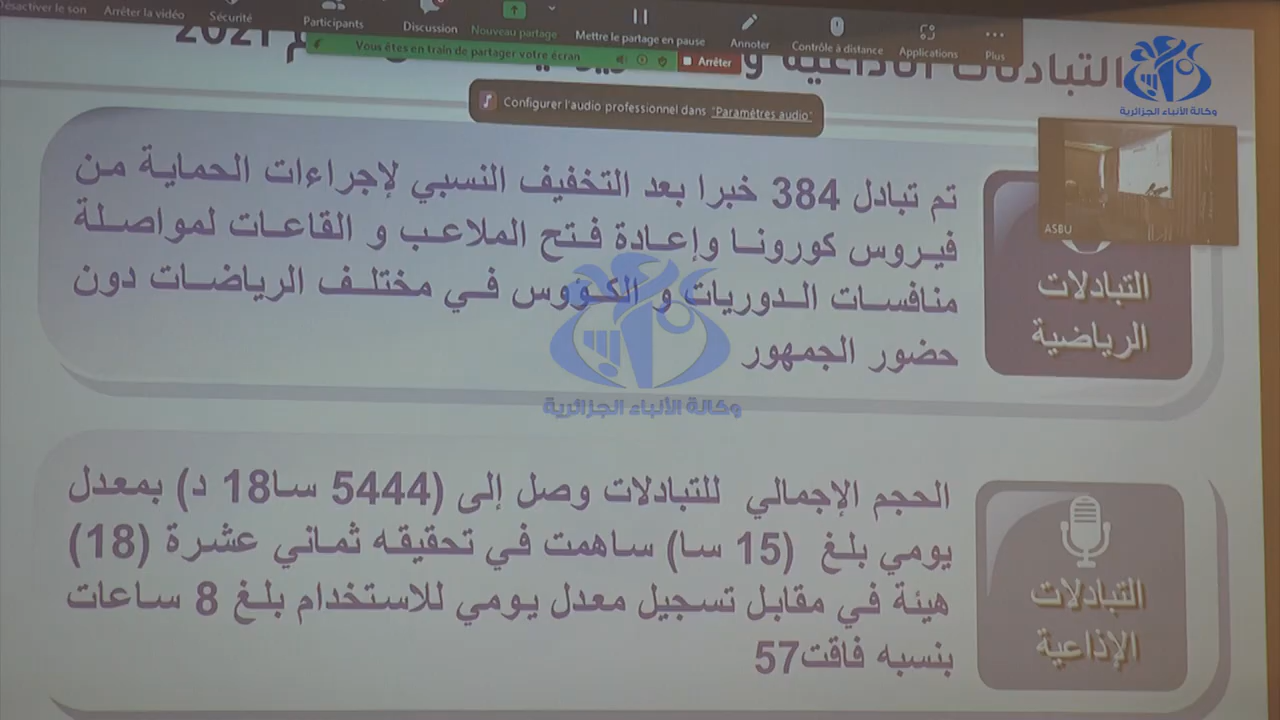 Désactiver le son
Arrêter la vidéo
Sécurité
Participants
Discussion
Nouveau partage
Mettre le partage en pause
Annoter
Contrôle à distance
Applications
Plus
Vous êtes en train de partager votre écran
Arrêter
2021
وكالة الأنباء الجزائرية
Configurer l'audio professionnel dans "Paramètres audio"
ASBU
التبادلات
الرياضية
تم تبادل 384 خبرا بعد التخفيف النسبي لإجراءات الحماية من
فيروس كورونا وإعادة فتح الملاعب و القاعات لمواصلة
منافسات الدوريات و الكؤوس في مختلف الرياضات دون
حضور الجمهور
وكالة الأنباء الجزائرية
التبادلات
الإذاعية
الحجم الإجمالي للتبادلات وصل إلى (5444 سا18 د) بمعدل
يومي بلغ (15 سا) ساهمت في تحقيقه ثماني عشرة (18)
هيئة في مقابل تسجيل معدل يومي للاستخدام بلغ 8 ساعات
بنسبه فاقت57